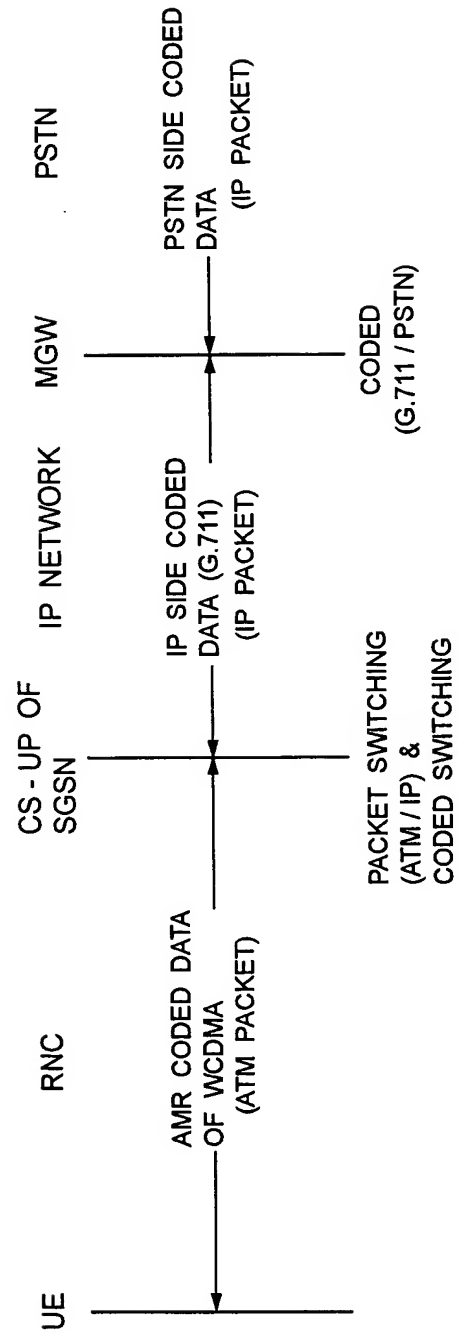 UE
RNC
CS - UP OF
SGSN
IP NETWORK
MGW
PSTN
AMR CODED DATA
OF WCDMA
(ATM PACKET)
IP SIDE CODED
DATA (G.711)
(IP PACKET)
PSTN SIDE CODED
DATA
(IP PACKET)
PACKET SWITCHING
(ATM / IP) &
CODED SWITCHING
CODED
(G.711 / PSTN)